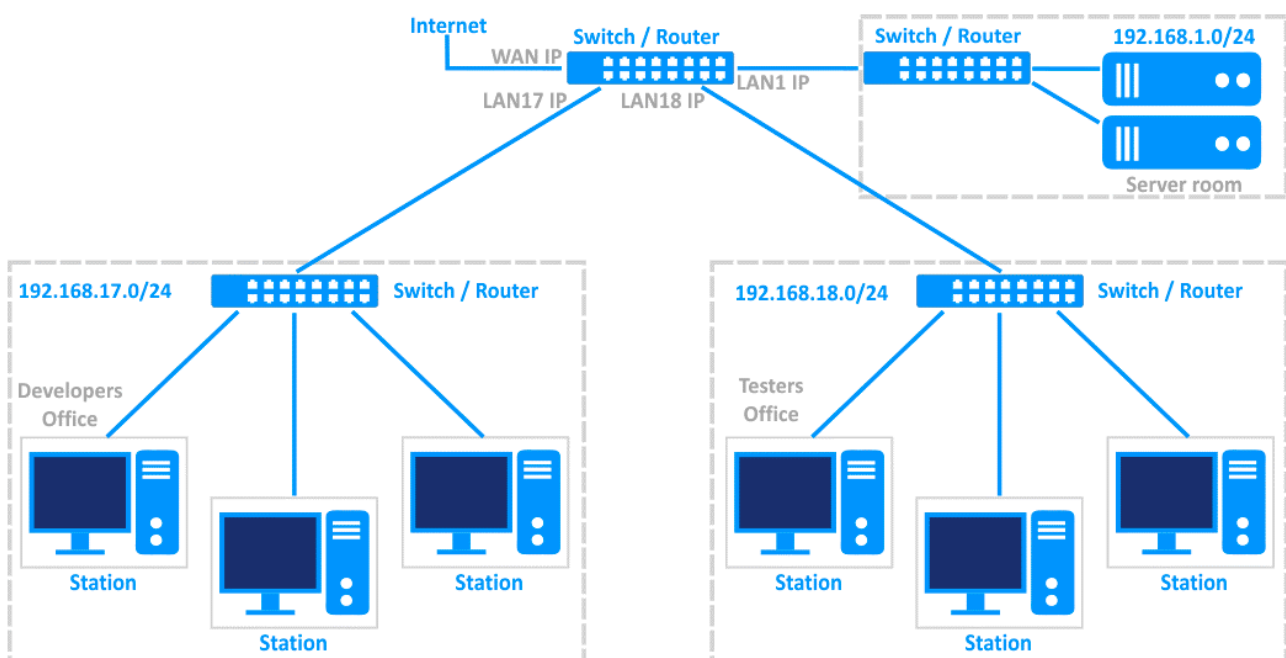 Internet
WAN IP
Switch / Router
LAN17 IP
LAN18 IP
LAN1 IP
Switch / Router
192.168.1.0/24
Server room
192.168.17.0/24
Switch / Router
Developers
Office
Station
Station
Station
192.168.18.0/24
Switch / Router
Testers
Office
Station
Station
Station